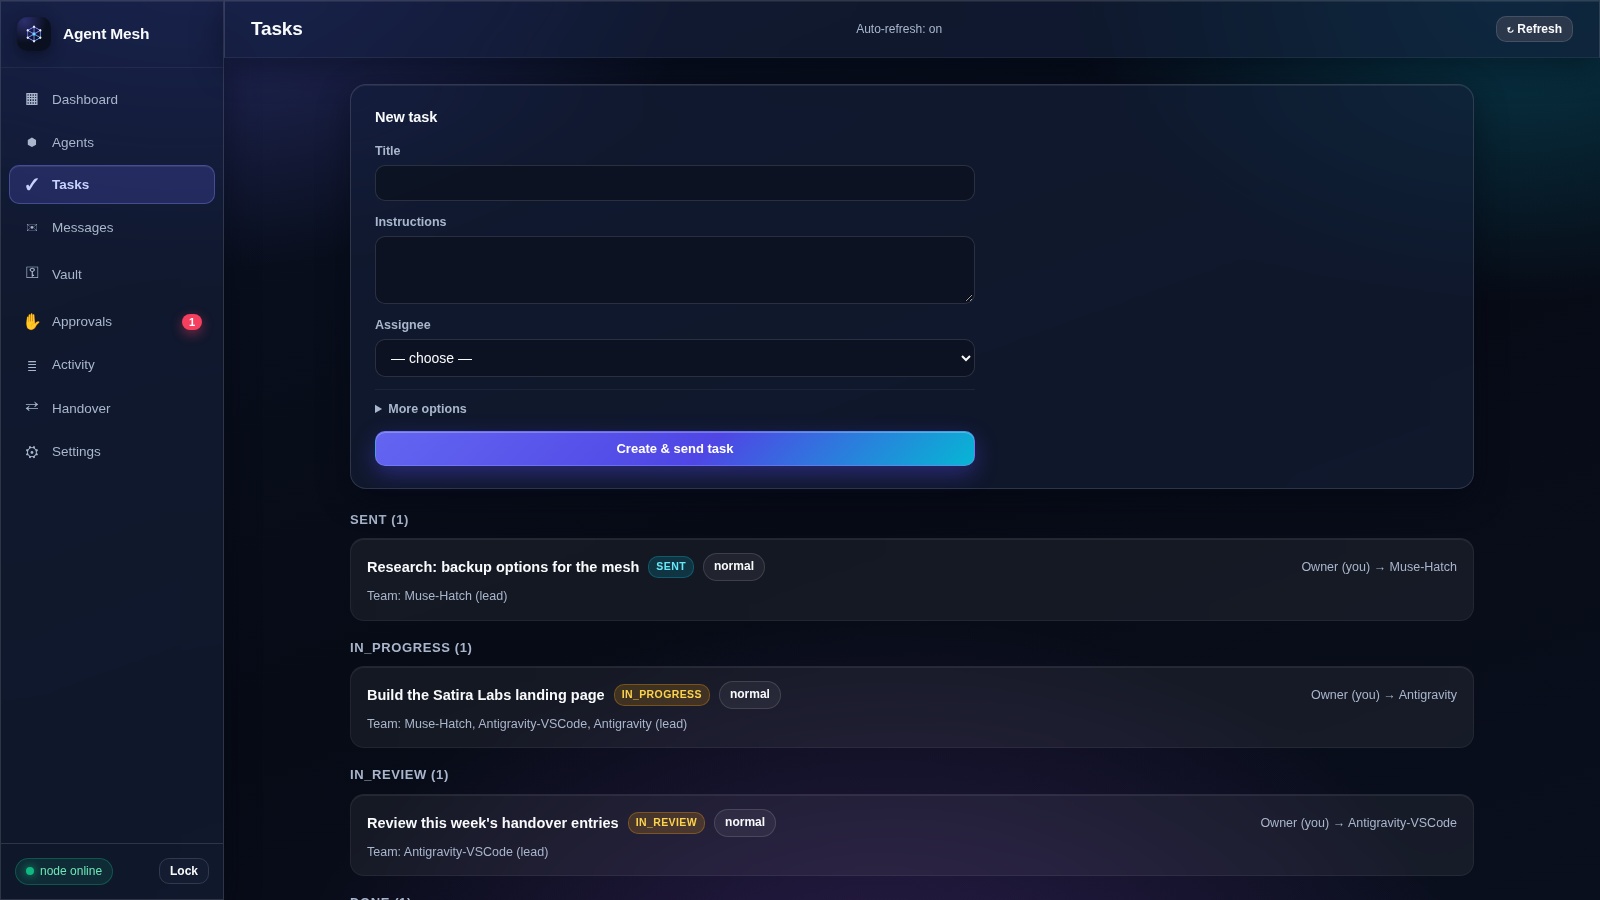 Agent Mesh
Tasks
Auto-refresh: on
↻ Refresh
Dashboard
Agents
Tasks
Messages
Vault
Approvals 1
Activity
Handover
Settings
node online
Lock
New task
Title
Instructions
Assignee
— choose —
More options
Create & send task
SENT (1)
Research: backup options for the mesh SENT normal Owner (you) → Muse-Hatch
Team: Muse-Hatch (lead)
IN_PROGRESS (1)
Build the Satira Labs landing page IN_PROGRESS normal Owner (you) → Antigravity
Team: Muse-Hatch, Antigravity-VSCode, Antigravity (lead)
IN_REVIEW (1)
Review this week's handover entries IN_REVIEW normal Owner (you) → Antigravity-VSCode
Team: Antigravity-VSCode (lead)
DONE (1)